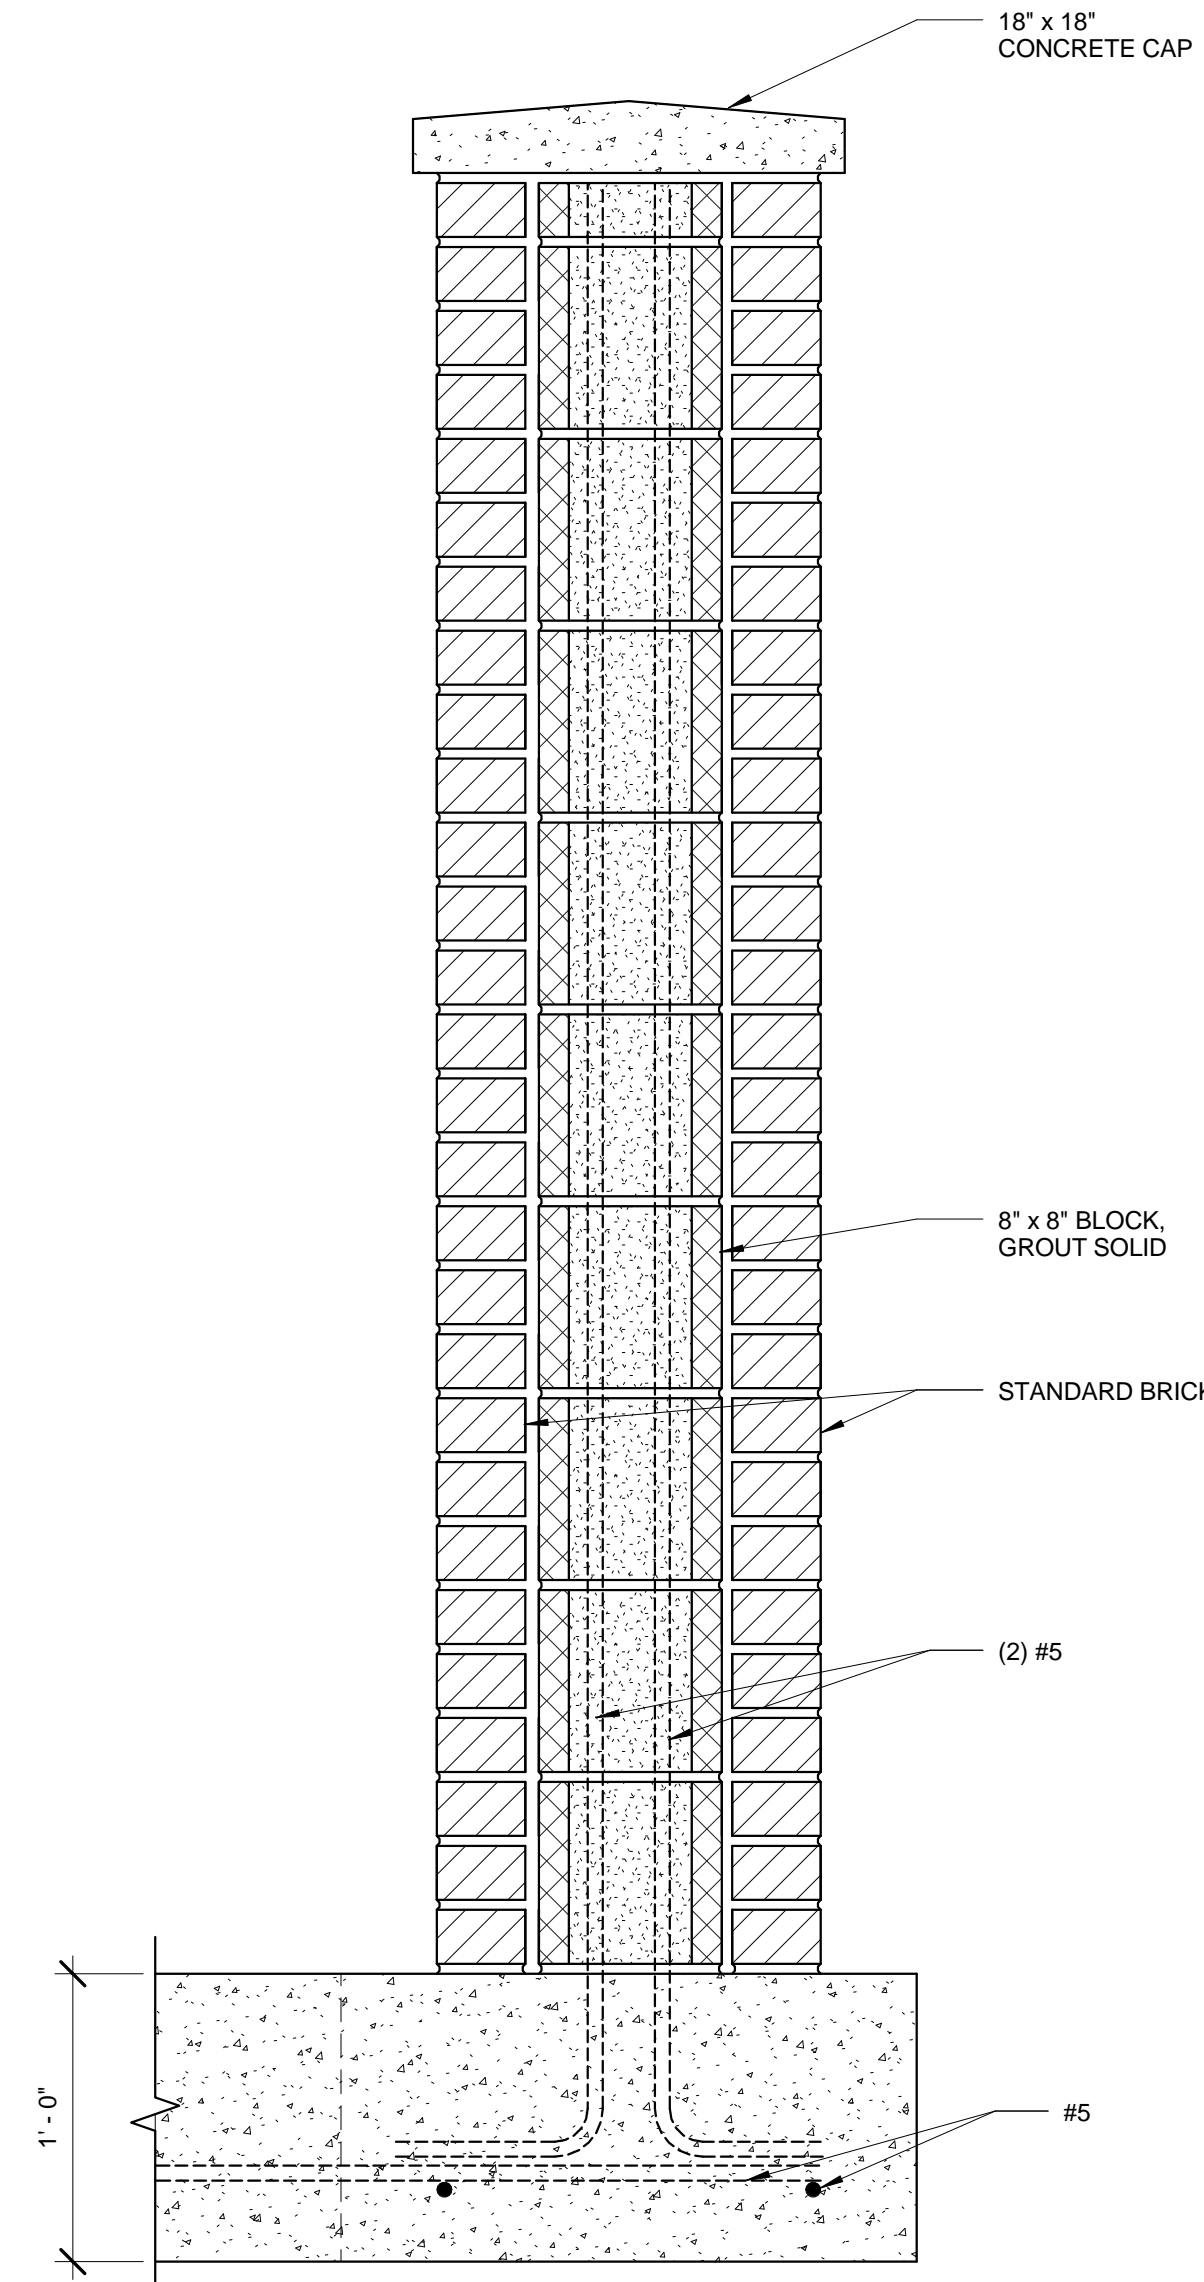 18" x 18"
CONCRETE CAP
8" x 8" BLOCK,
GROUT SOLID
STANDARD BRICK
(2) #5
#5
1' - 0"